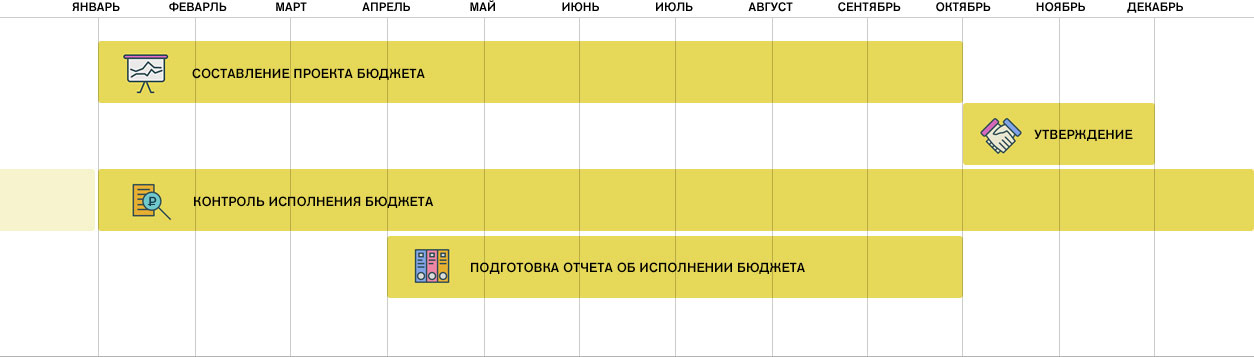 ЯНВАРЬ ФЕВАРЛЬ МАРТ АПРЕЛЬ МАЙ ИЮНЬ ИЮЛЬ АВГУСТ СЕНТЯБРЬ ОКТЯБРЬ НОЯБРЬ ДЕКАБРЬ
СОСТАВЛЕНИЕ ПРОЕКТА БЮДЖЕТА
УТВЕРЖДЕНИЕ
КОНТРОЛЬ ИСПОЛНЕНИЯ БЮДЖЕТА
ПОДГОТОВКА ОТЧЕТА ОБ ИСПОЛНЕНИИ БЮДЖЕТА